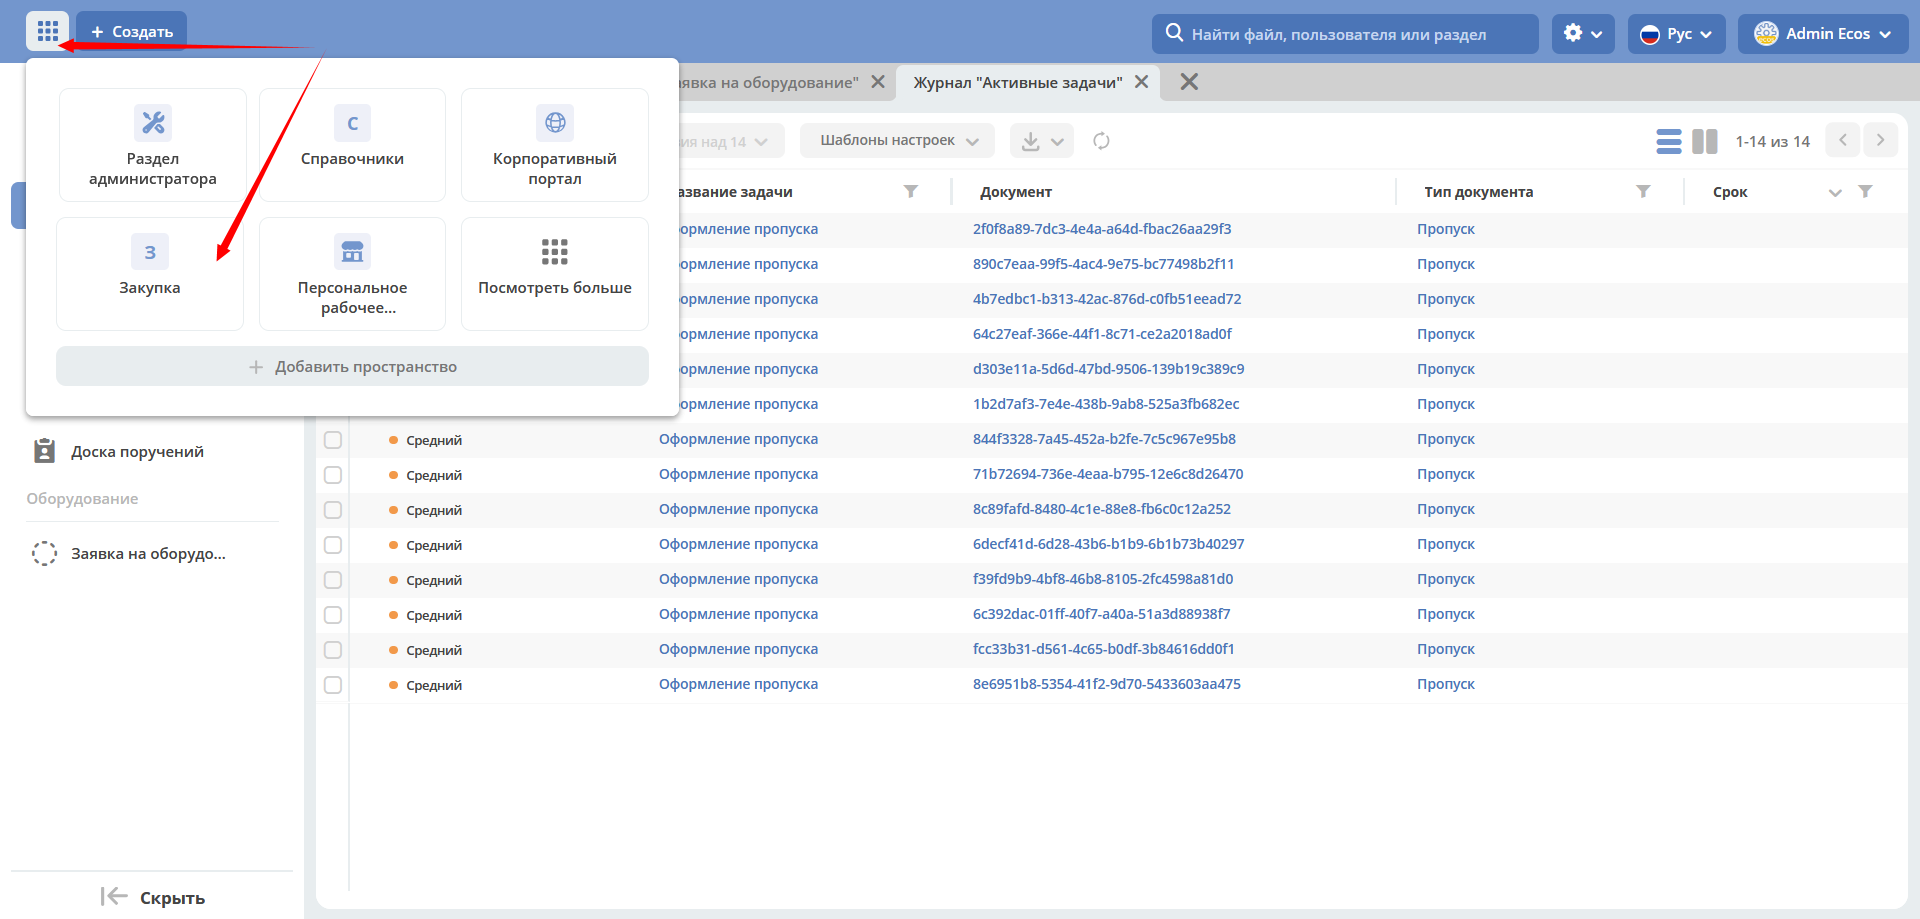 Создать
Найти файл, пользователя или раздел
Рус
Admin Ecos
аявка на оборудование"
Журнал "Активные задачи"
Раздел
администратора
С
Справочники
Корпоративный
портал
З
Закупка
Персональное
рабочее...
Посмотреть больше
+ Добавить пространство
ия над 14
Шаблоны настроек
1-14 из 14
азвание задачи
Документ
Тип документа
Срок
ормление пропуска
2f0f8a89-7dc3-4e4a-a64d-fbac26aa29f3
Пропуск
ормление пропуска
890c7eaa-99f5-4ac4-9e75-bc77498b2f11
Пропуск
ормление пропуска
4b7edbc1-b313-42ac-876d-c0fb51eead72
Пропуск
ормление пропуска
64c27eaf-366e-44f1-8c71-ce2a2018ad0f
Пропуск
ормление пропуска
d303e11a-5d6d-47bd-9506-139b19c389c9
Пропуск
ормление пропуска
1b2d7af3-7e4e-438b-9ab8-525a3fb682ec
Пропуск
Средний
Оформление пропуска
844f3328-7a45-452a-b2fe-7c5c967e95b8
Пропуск
Средний
Оформление пропуска
71b72694-736e-4eaa-b795-12e6c8d26470
Пропуск
Средний
Оформление пропуска
8c89fafd-8480-4c1e-88e8-fb6c0c12a252
Пропуск
Средний
Оформление пропуска
6decf41d-6d28-43b6-b1b9-6b1b73b40297
Пропуск
Средний
Оформление пропуска
f39fd9b9-4bf8-46b8-8105-2fc4598a81d0
Пропуск
Средний
Оформление пропуска
6c392dac-01ff-40f7-a40a-51a3d88938f7
Пропуск
Средний
Оформление пропуска
fcc33b31-d561-4c65-b0df-3b84616dd0f1
Пропуск
Средний
Оформление пропуска
8e6951b8-5354-41f2-9d70-5433603aa475
Пропуск
Доска поручений
Оборудование
Заявка на оборудо...
Скрыть